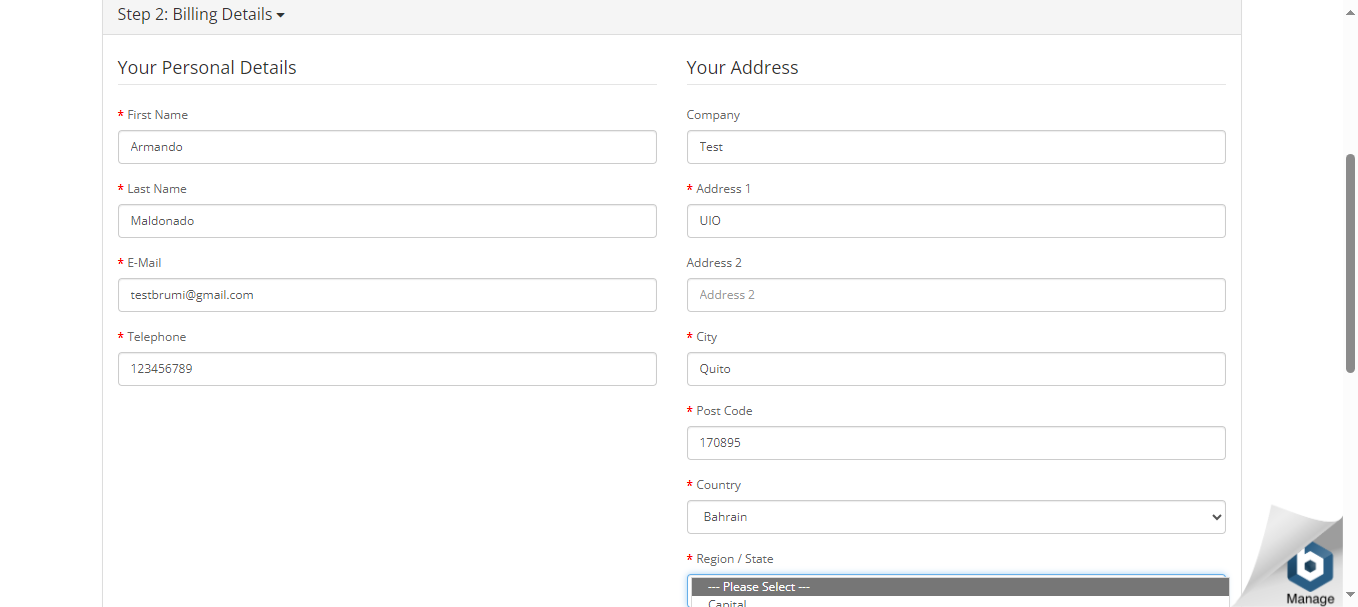 Step 2: Billing Details
Your Personal Details
* First Name
Armando
* Last Name
Maldonado
* E-Mail
testbrumi@gmail.com
* Telephone
123456789
Your Address
Company
Test
* Address 1
UIO
Address 2
Address 2
* City
Quito
* Post Code
170895
* Country
Bahrain
* Region / State
--- Please Select ---
Capital
b
Manage